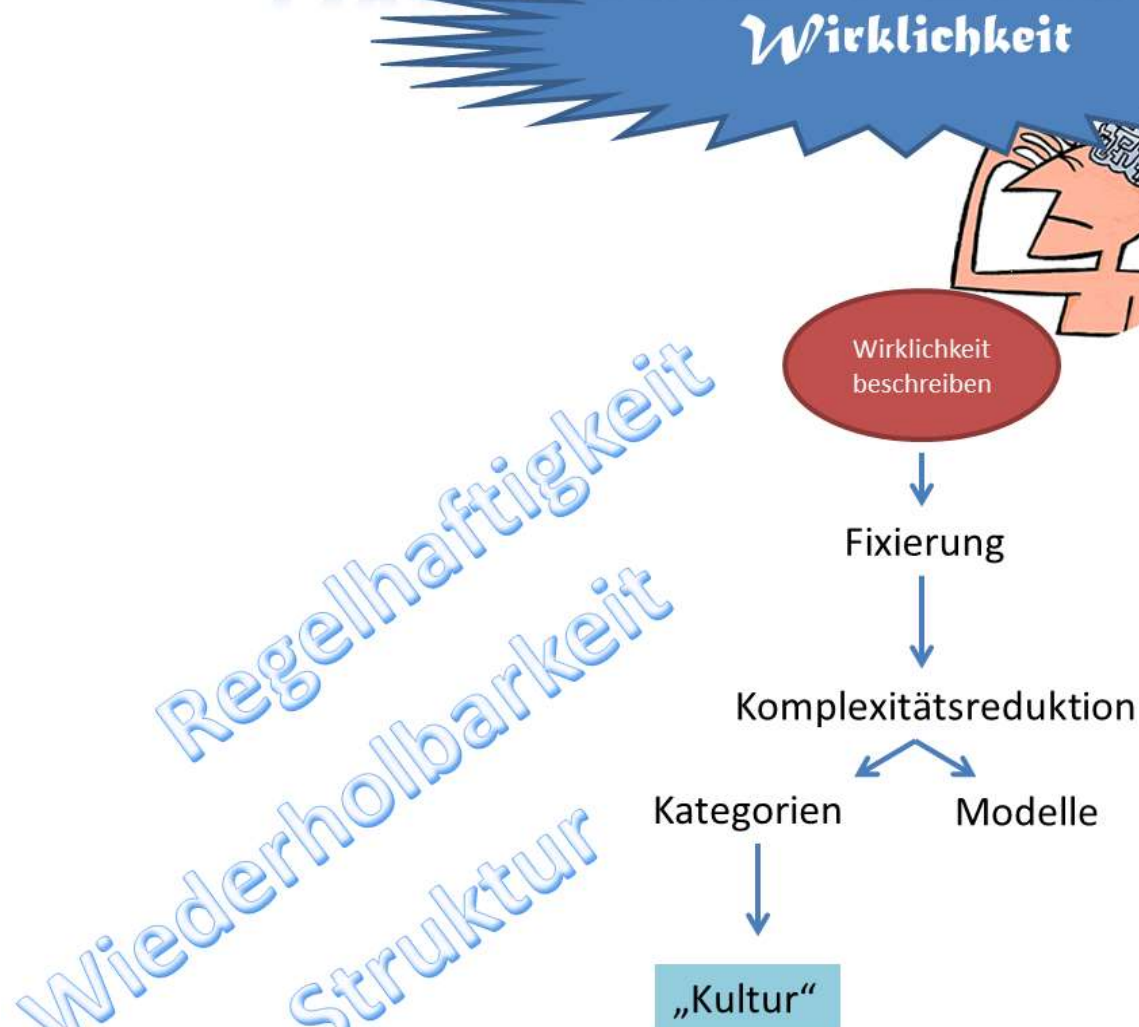 Wirklichkeit
Wirklichkeit
beschreiben
Regelhaftigkeit
Fixierung
Wiederholbarkeit
Komplexitätsreduktion
Kategorien
Modelle
Struktur
„Kultur“